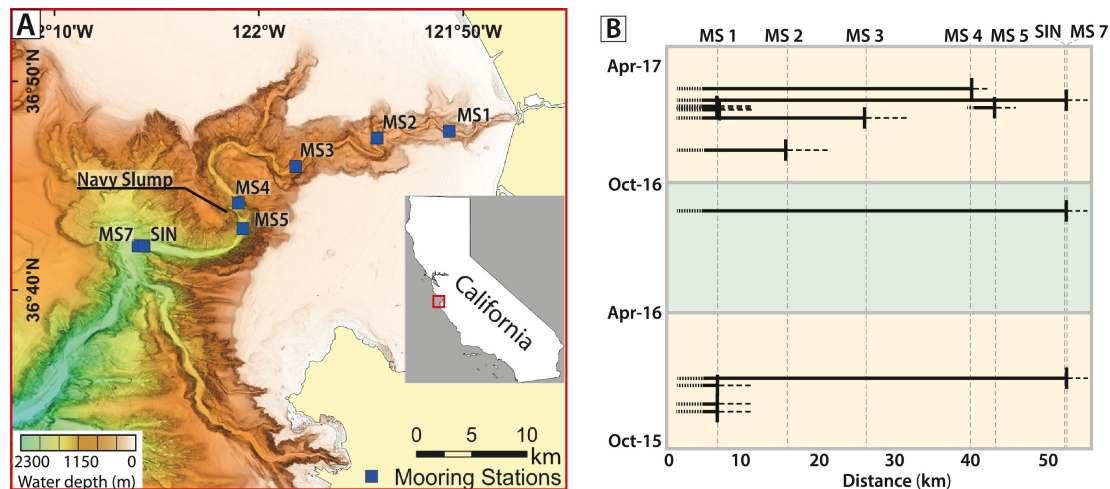 A
2°10'W
122°W
121°50'W
36°50'N
36°40'N
MS1
MS2
MS3
Navy Slump
MS4
MS5
MS7 SIN
California
2300 1150 0
Water depth (m)
0 5 10
km
Mooring Stations
B
MS 1 MS 2 MS 3 MS 4 MS 5 SIN MS 7
Apr-17
Oct-16
Apr-16
Oct-15
0 10 20 30 40 50
Distance (km)